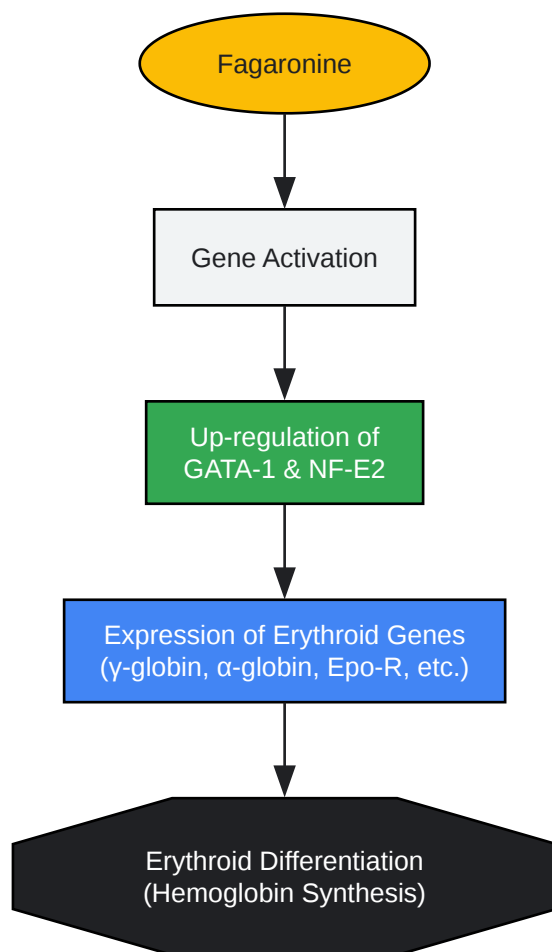 Fagaronine
Gene Activation
Up-regulation of
GATA-1 & NF-E2
Expression of Erythroid Genes
(γ-globin, α-globin, Epo-R, etc.)
Erythroid Differentiation
(Hemoglobin Synthesis)